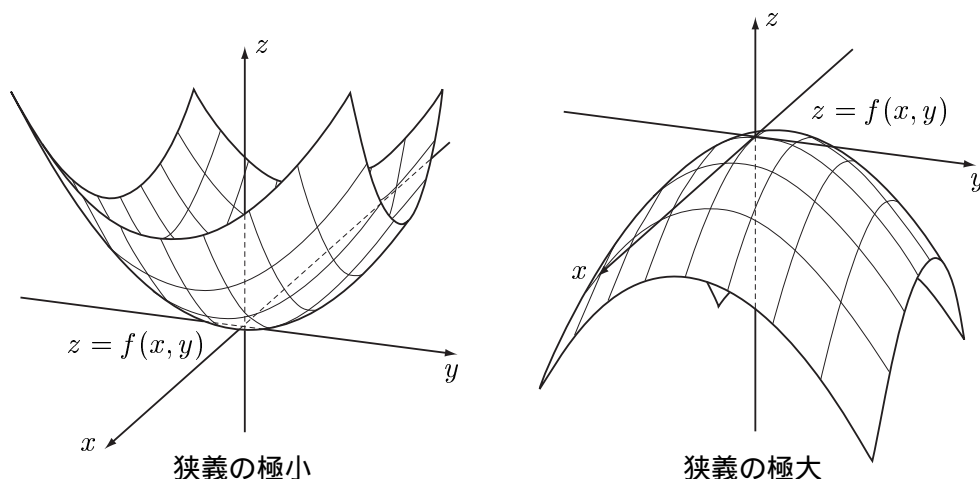 z
z = f(x, y)
y
x
狭義の極小
z
z = f(x, y)
y
x
狭義の極大